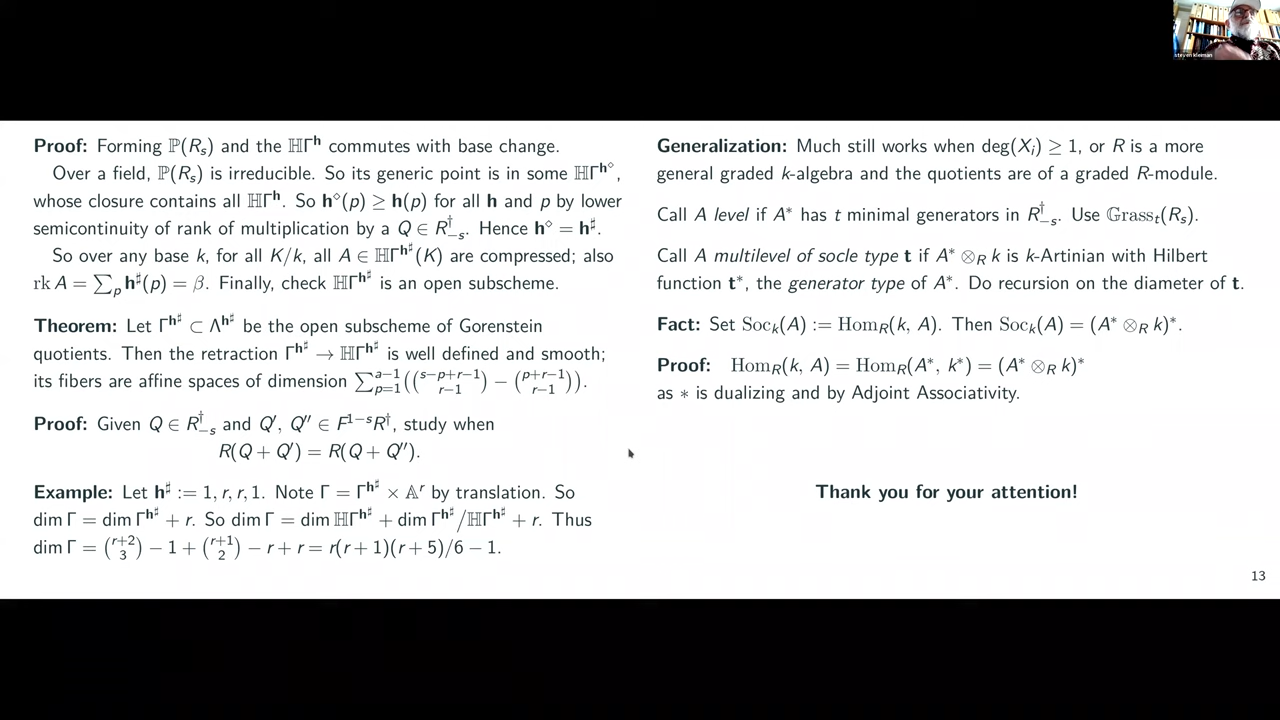 steven kleiman
Proof: Forming ℙ(Rₛ) and the ℍΓ^𝐡 commutes with base change.
Over a field, ℙ(Rₛ) is irreducible. So its generic point is in some ℍΓ^{𝐡^⋄},
whose closure contains all ℍΓ^𝐡. So 𝐡^⋄(p) ≥ 𝐡(p) for all 𝐡 and p by lower
semicontinuity of rank of multiplication by a Q ∈ R^†_{−s}. Hence 𝐡^⋄ = 𝐡^♯.
So over any base k, for all K/k, all A ∈ ℍΓ^{𝐡^♯}(K) are compressed; also
rk A = ∑_p 𝐡^♯(p) = β. Finally, check ℍΓ^{𝐡^♯} is an open subscheme.
Theorem: Let Γ^{𝐡^♯} ⊂ Λ^{𝐡^♯} be the open subscheme of Gorenstein
quotients. Then the retraction Γ^{𝐡^♯} → ℍΓ^{𝐡^♯} is well defined and smooth;
its fibers are affine spaces of dimension ∑_{p=1}^{a−1}(\binom{s−p+r−1}{r−1} − \binom{p+r−1}{r−1}).
Proof: Given Q ∈ R^†_{−s} and Q′, Q″ ∈ F^{1−s}R^†, study when
R(Q + Q′) = R(Q + Q″).
Example: Let 𝐡^♯ := 1, r, r, 1. Note Γ = Γ^{𝐡^♯} × 𝔸^r by translation. So
dim Γ = dim Γ^{𝐡^♯} + r. So dim Γ = dim ℍΓ^{𝐡^♯} + dim Γ^{𝐡^♯}/ℍΓ^{𝐡^♯} + r. Thus
dim Γ = \binom{r+2}{3} − 1 + \binom{r+1}{2} − r + r = r(r + 1)(r + 5)/6 − 1.
Generalization: Much still works when deg(X_i) ≥ 1, or R is a more
general graded k-algebra and the quotients are of a graded R-module.
Call A level if A* has t minimal generators in R^†_{−s}. Use 𝔾rass_t(Rₛ).
Call A multilevel of socle type 𝐭 if A* ⊗_R k is k-Artinian with Hilbert
function 𝐭*, the generator type of A*. Do recursion on the diameter of 𝐭.
Fact: Set Soc_k(A) := Hom_R(k, A). Then Soc_k(A) = (A* ⊗_R k)*.
Proof: Hom_R(k, A) = Hom_R(A*, k*) = (A* ⊗_R k)*
as * is dualizing and by Adjoint Associativity.
Thank you for your attention!
13